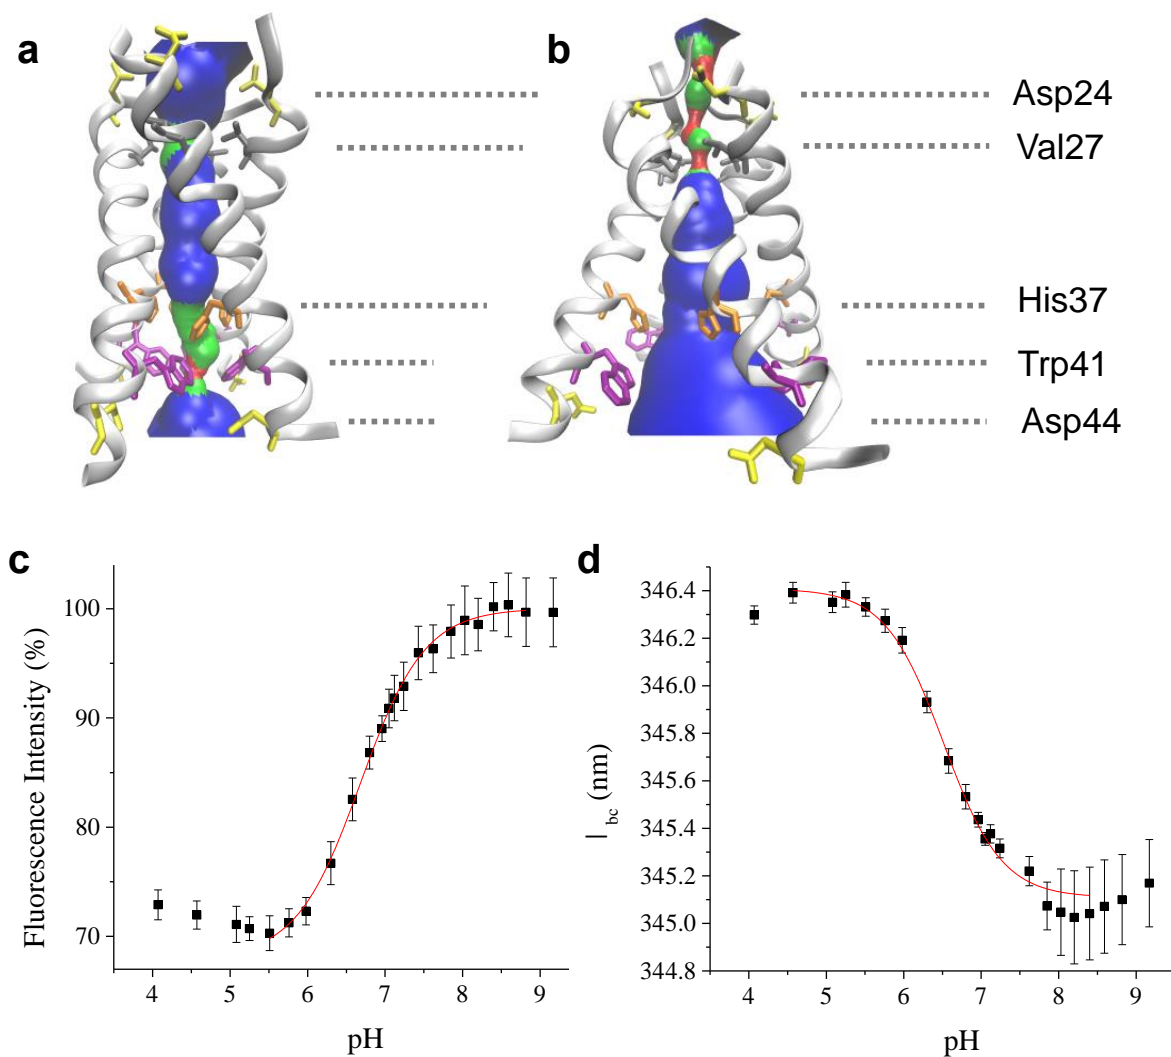 a
b
Asp24
Val27
His37
Trp41
Asp44
c
d
Fluorescence Intensity (%)
100
90
80
70
4 5 6 7 8 9
pH
l bc (nm)
346.4
346.2
346.0
345.8
345.6
345.4
345.2
345.0
344.8
4 5 6 7 8 9
pH